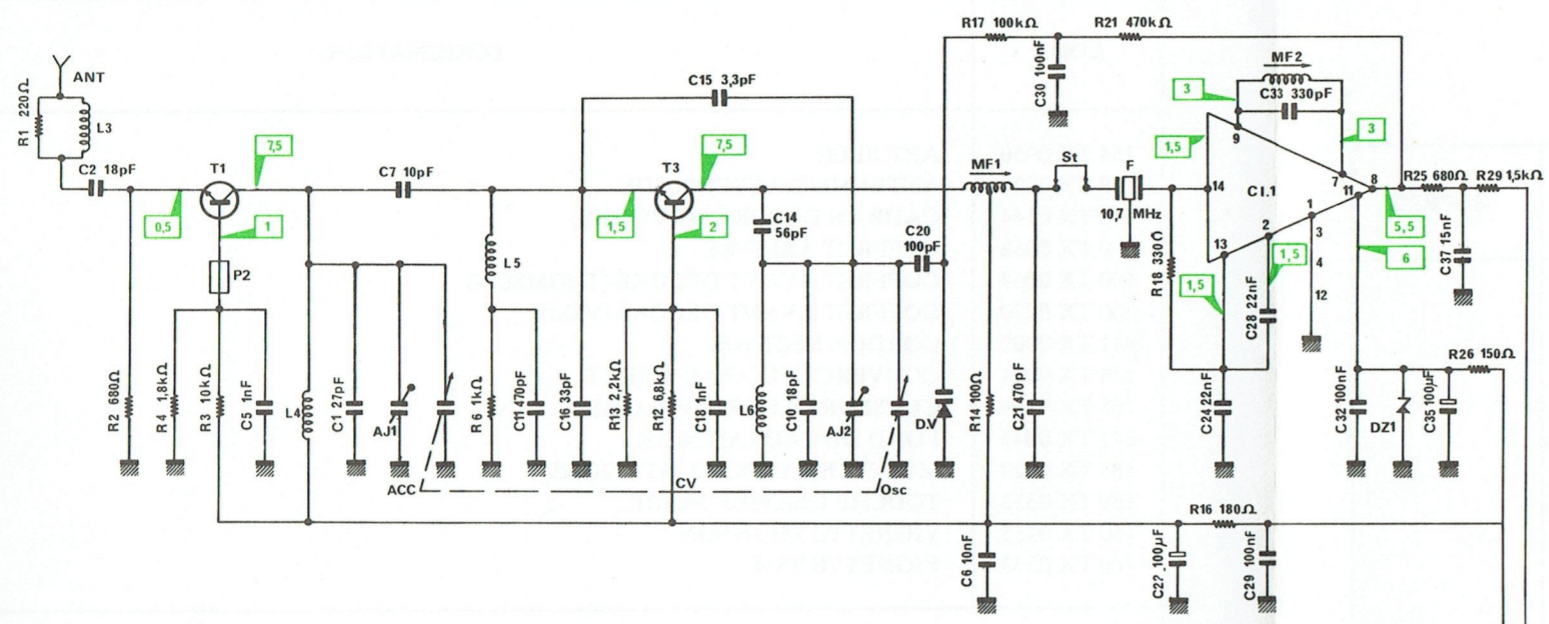 R17 100kΩ
R21 470kΩ
C30 100nF
MF2
C33 330pF
3
3
9
7
ANT
R1 220Ω
L3
C15 3,3pF
C2 18pF
T1
7,5
C7 10pF
T3
7,5
MF1
St
F
10,7 MHz
1,5
14
C I.1
11
8
R25 680Ω
R29 1,5kΩ
0,5
1
1,5
2
C14
56pF
C20
100pF
R18 330Ω
13
2
1
3
4
12
1,5
1,5
5,5
6
C37 15nF
P2
L5
C28 22nF
R26 150Ω
R2 680Ω
R4 1,8kΩ
R3 10kΩ
C5 1nF
L4
C1 27pF
AJ1
R6 1kΩ
C11 470pF
C16 33pF
R13 2,2kΩ
R12 6,8kΩ
C18 1nF
L6
C10 18pF
AJ2
D.V
R14 100Ω
C21 470pF
C24 22nF
C32 100nF
DZ1
C35 100µF
ACC
CV
Osc
R16 180Ω
C6 10nF
100µF
C29 100nF